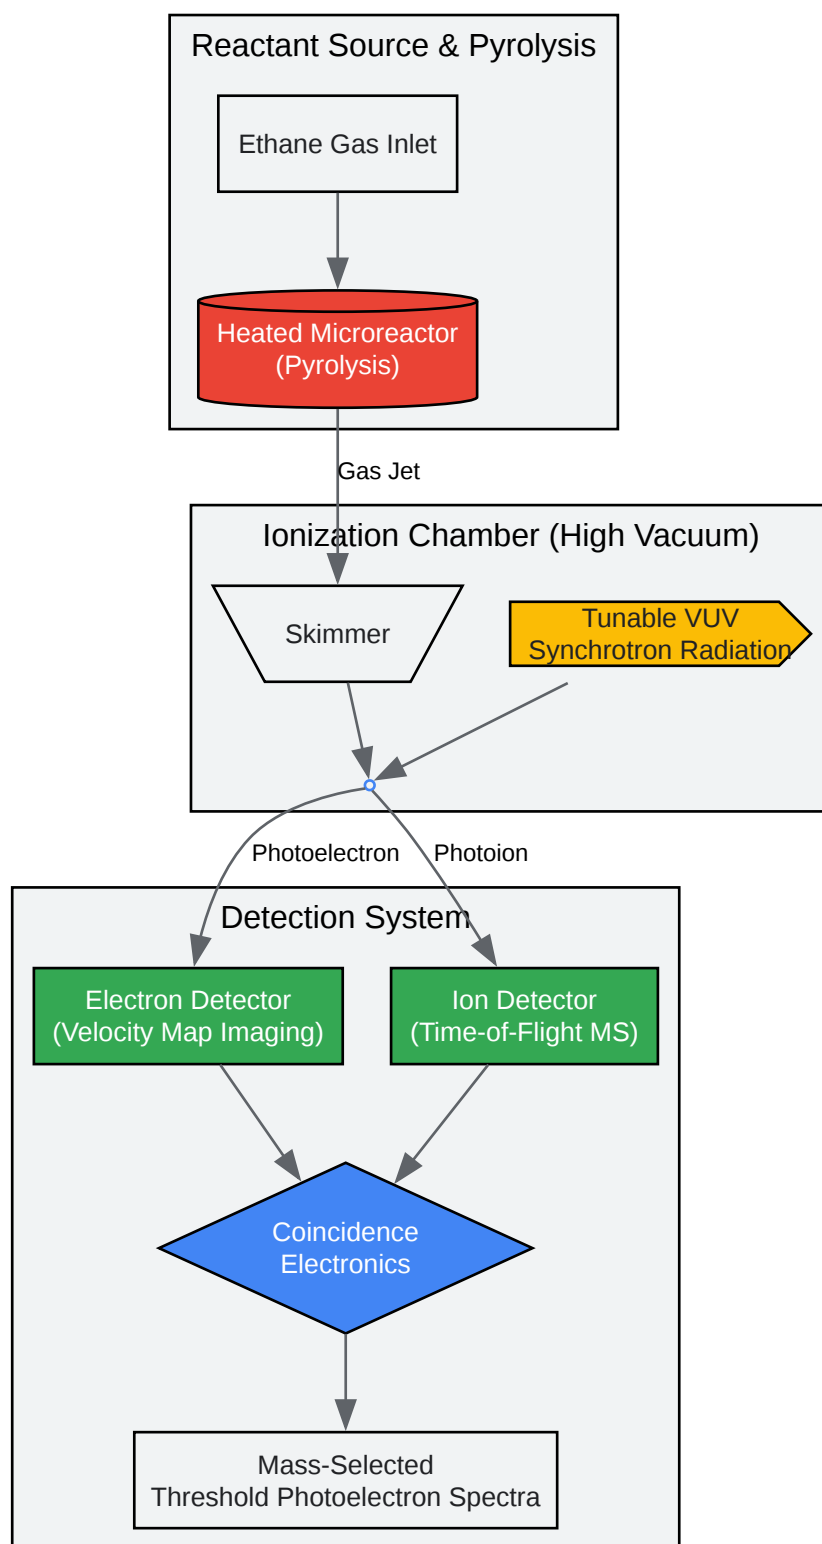 Reactant Source & Pyrolysis
Ethane Gas Inlet
Heated Microreactor
(Pyrolysis)
Gas Jet
Ionization Chamber (High Vacuum)
Skimmer
Tunable VUV
Synchrotron Radiation
Photoelectron
Photoion
Detection System
Electron Detector
(Velocity Map Imaging)
Ion Detector
(Time-of-Flight MS)
Coincidence
Electronics
Mass-Selected
Threshold Photoelectron Spectra